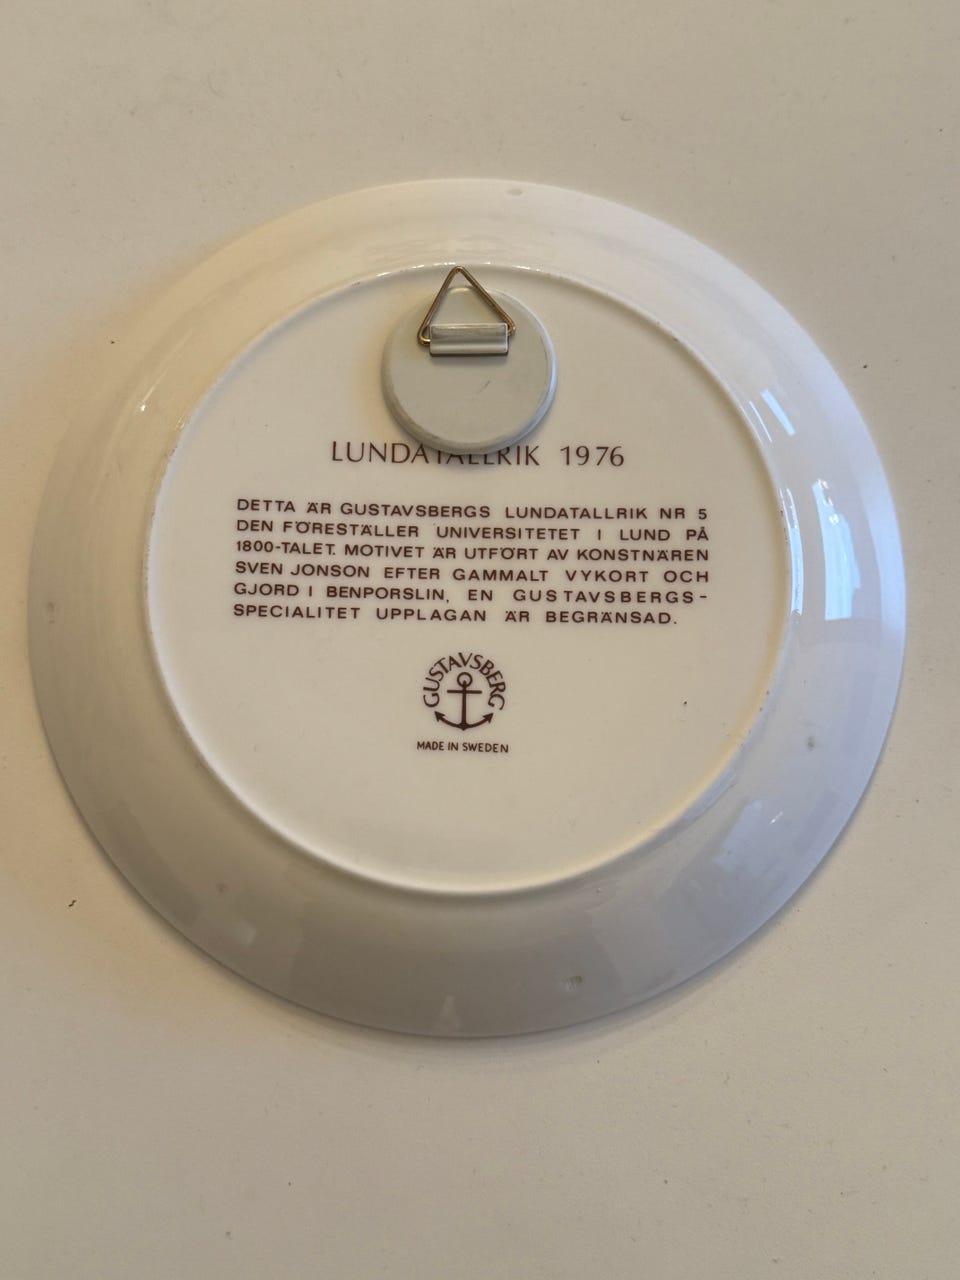 LUNDATALLRIK 1976
DETTA ÄR GUSTAVSBERGS LUNDATALLRIK NR 5
DEN FÖRESTÄLLER UNIVERSITETET I LUND PÅ
1800-TALET. MOTIVET ÄR UTFÖRT AV KONSTNÄREN
SVEN JONSON EFTER GAMMALT VYKORT OCH
GJORD I BENPORSLIN, EN GUSTAVSBERGS-
SPECIALITET UPPLAGAN ÄR BEGRÄNSAD.
GUSTAVSBERG
MADE IN SWEDEN